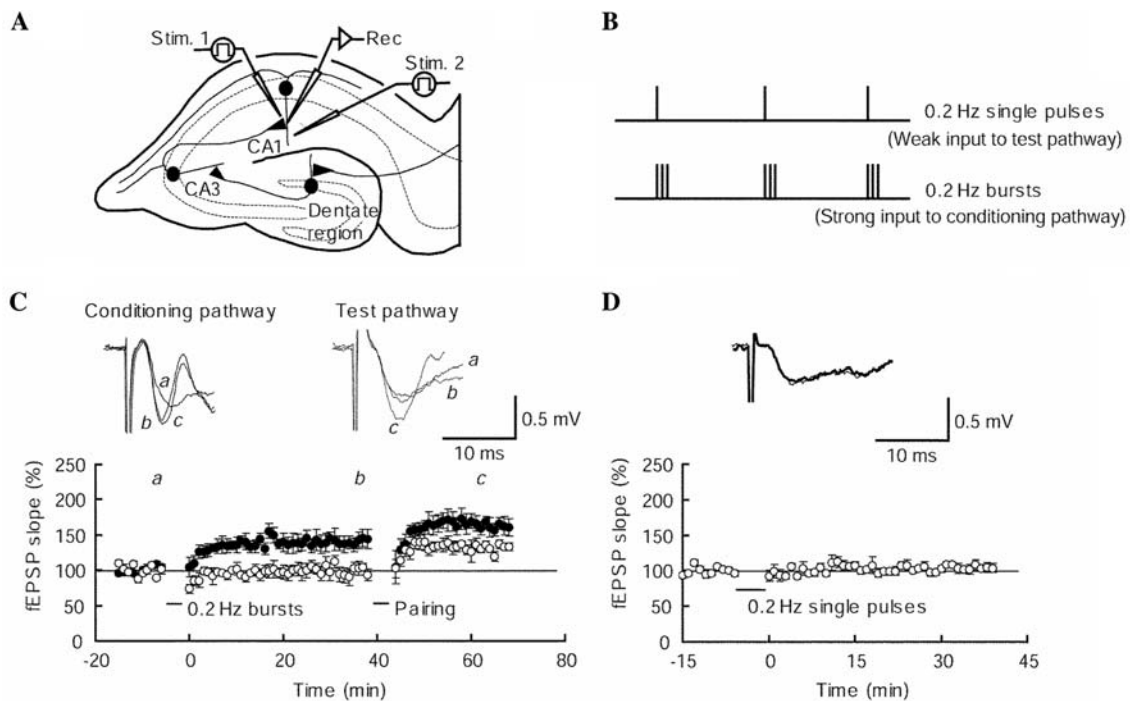 A
Stim. 1
Rec
Stim. 2
CA1
CA3
Dentate
region
B
0.2 Hz single pulses
(Weak input to test pathway)
0.2 Hz bursts
(Strong input to conditioning pathway)
C
Conditioning pathway
Test pathway
a
b
c
a
b
c
0.5 mV
10 ms
fEPSP slope (%)
250
200
150
100
50
0
a
b
c
0.2 Hz bursts
Pairing
-20
0
20
40
60
80
Time (min)
D
0.5 mV
10 ms
fEPSP slope (%)
250
200
150
100
50
0
0.2 Hz single pulses
-15
0
15
30
45
Time (min)